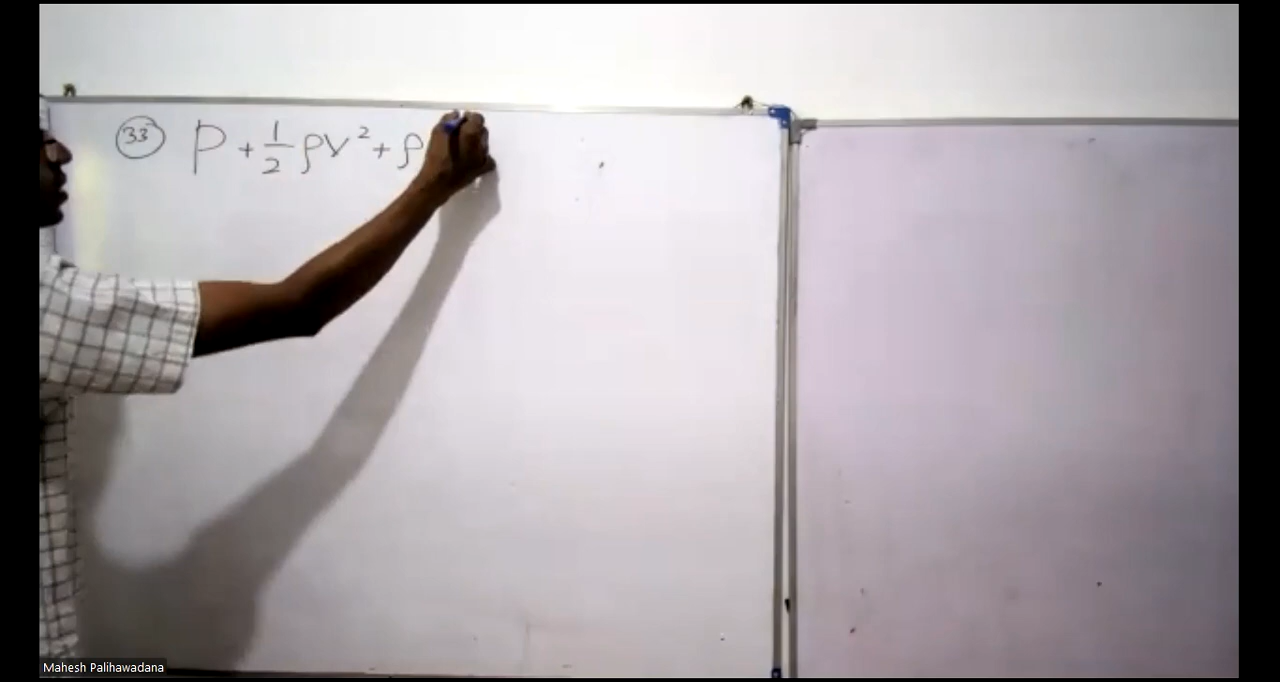 (33) P + 1/2 ρv² + ρ
Mahesh Palihawadana